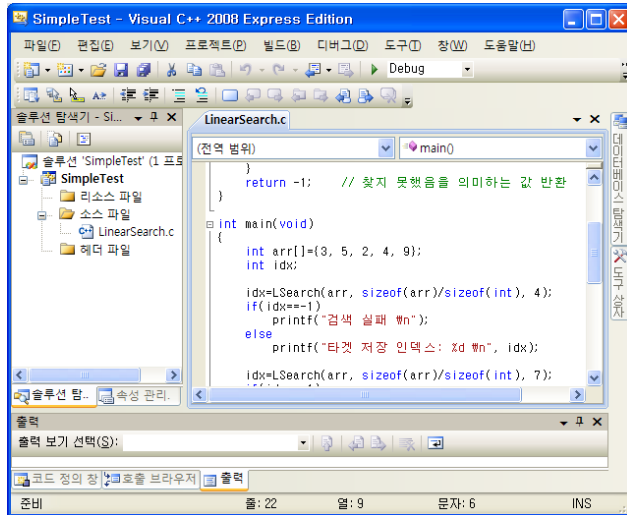 SimpleTest - Visual C++ 2008 Express Edition
파일(F) 편집(E) 보기(V) 프로젝트(P) 빌드(B) 디버그(D) 도구(T) 창(W) 도움말(H)
Debug
솔루션 탐색기 - Si...
솔루션 'SimpleTest' (1 프로
SimpleTest
리소스 파일
소스 파일
LinearSearch.c
헤더 파일
솔루션 탐.. 속성 관리.
LinearSearch.c
(전역 범위) main()
}
return -1; // 찾지 못했음을 의미하는 값 반환
}
int main(void)
{
int arr[]={3, 5, 2, 4, 9};
int idx;
idx=LSearch(arr, sizeof(arr)/sizeof(int), 4);
if(idx==-1)
printf("검색 실패 ₩n");
else
printf("타겟 저장 인덱스: %d ₩n", idx);
idx=LSearch(arr, sizeof(arr)/sizeof(int), 7);
데이터베이스 탐색기
도구 상자
출력
출력 보기 선택(S):
코드 정의 창 호출 브라우저 출력
준비 줄: 22 열: 9 문자: 6 INS